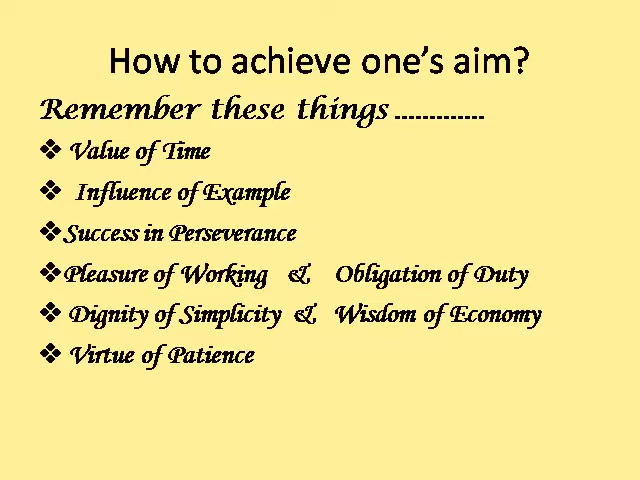 How to achieve one’s aim?
Remember these things .............
❖ Value of Time
❖ Influence of Example
❖ Success in Perseverance
❖ Pleasure of Working & Obligation of Duty
❖ Dignity of Simplicity & Wisdom of Economy
❖ Virtue of Patience